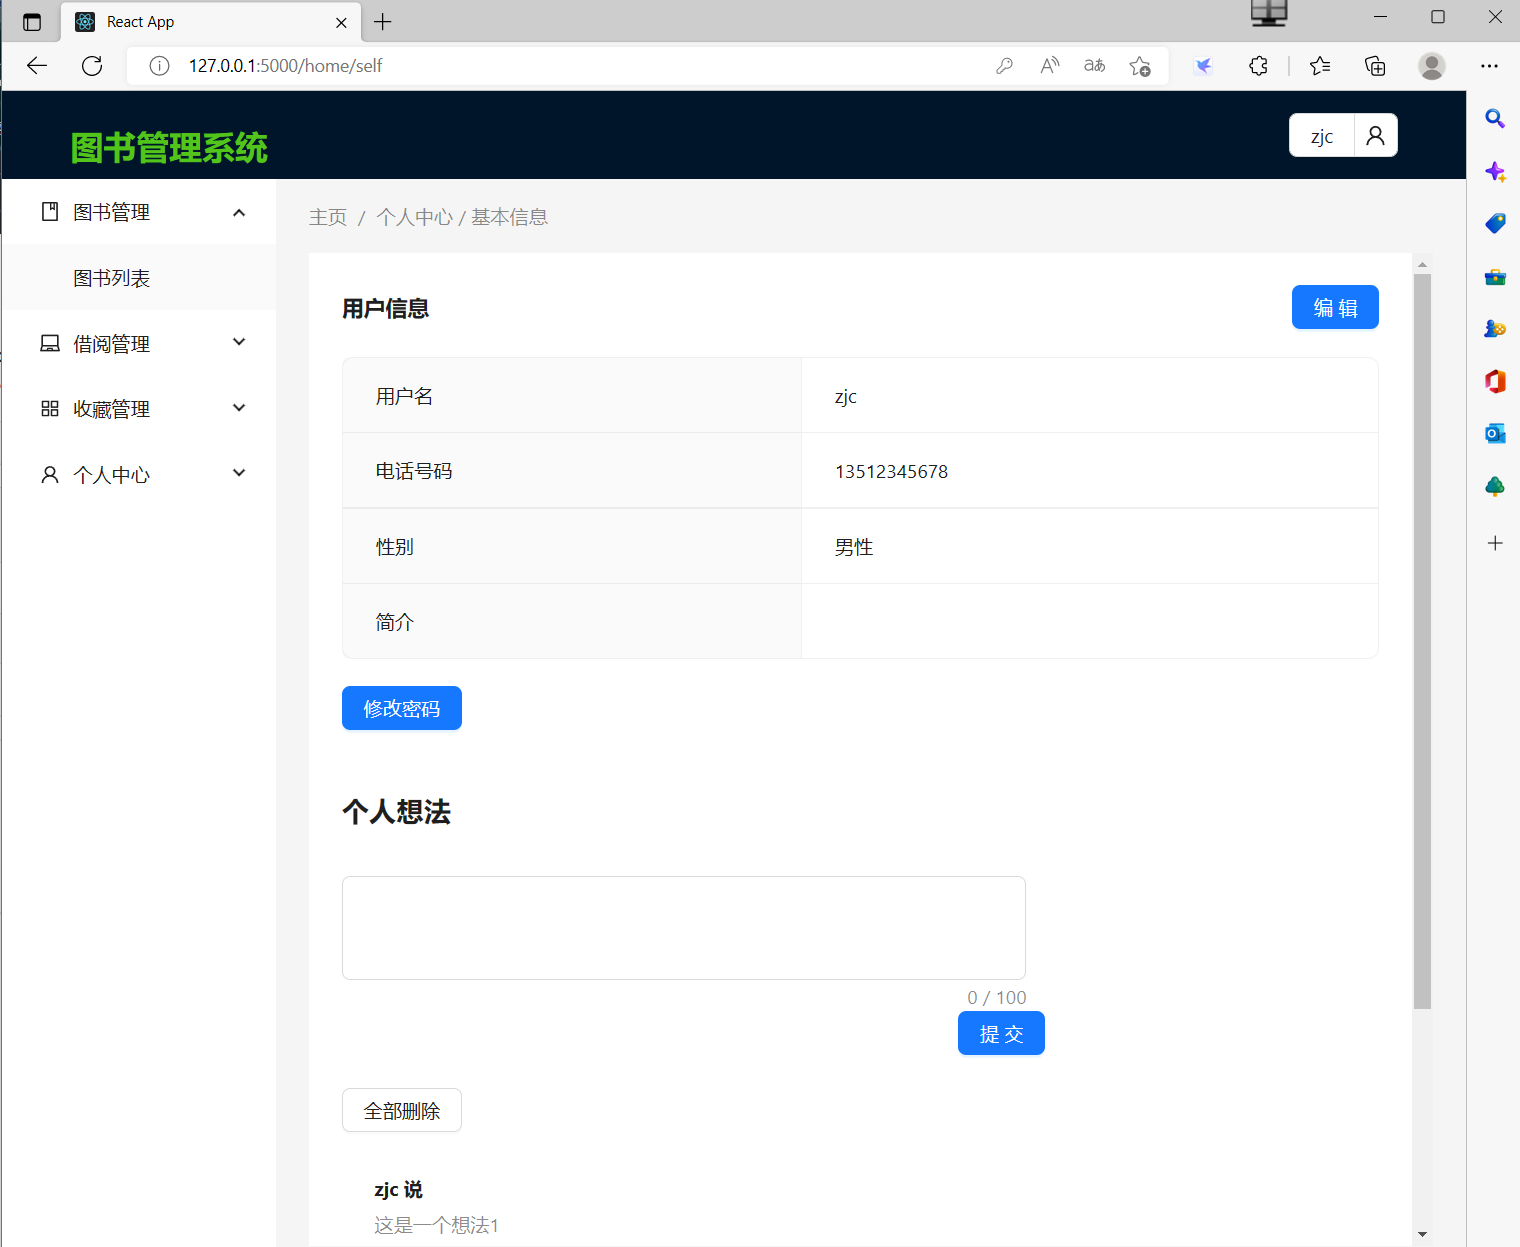 React App
127.0.0.1:5000/home/self
图书管理系统
zjc
图书管理
图书列表
借阅管理
收藏管理
个人中心
主页 / 个人中心 / 基本信息
用户信息
编 辑
用户名 zjc
电话号码 13512345678
性别 男性
简介
修改密码
个人想法
0 / 100
提 交
全部删除
zjc 说
这是一个想法1